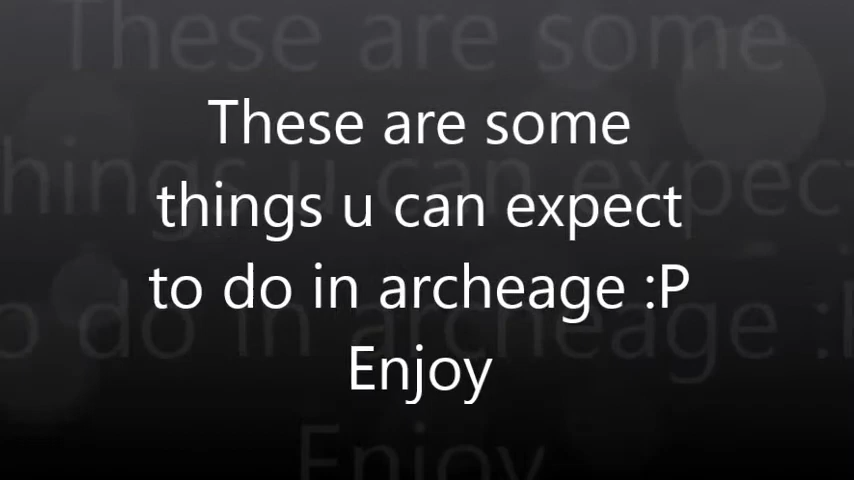 These are some
things u can expect
to do in archeage :P
Enjoy